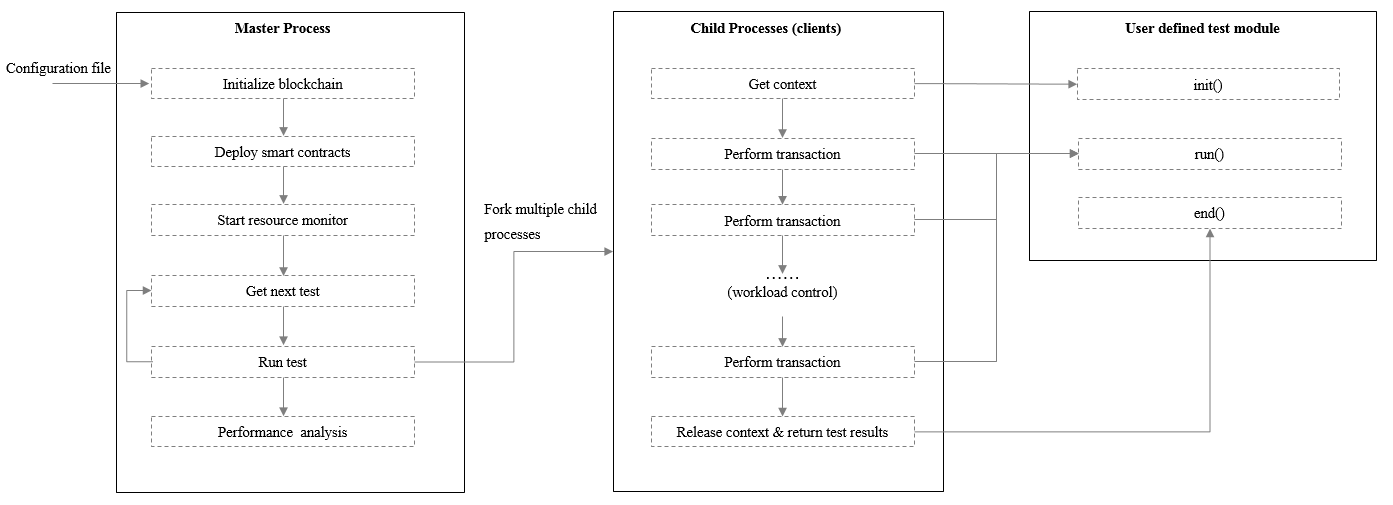 Master Process
Configuration file
Initialize blockchain
Deploy smart contracts
Start resource monitor
Get next test
Run test
Performance analysis
Fork multiple child
processes
Child Processes (clients)
Get context
Perform transaction
Perform transaction
......
(workload control)
Perform transaction
Release context & return test results
User defined test module
init()
run()
end()